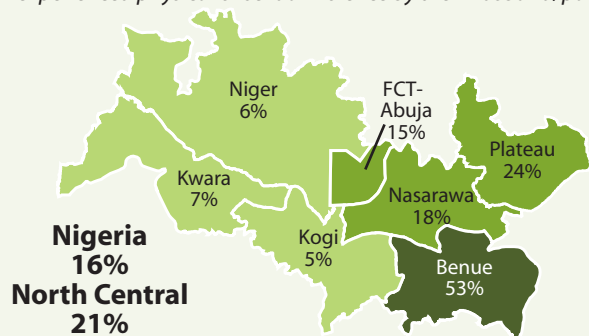 Niger
6%
FCT-
Abuja
15%
Plateau
24%
Kwara
7%
Nasarawa
18%
Kogi
5%
Benue
53%
Nigeria
16%
North Central
21%